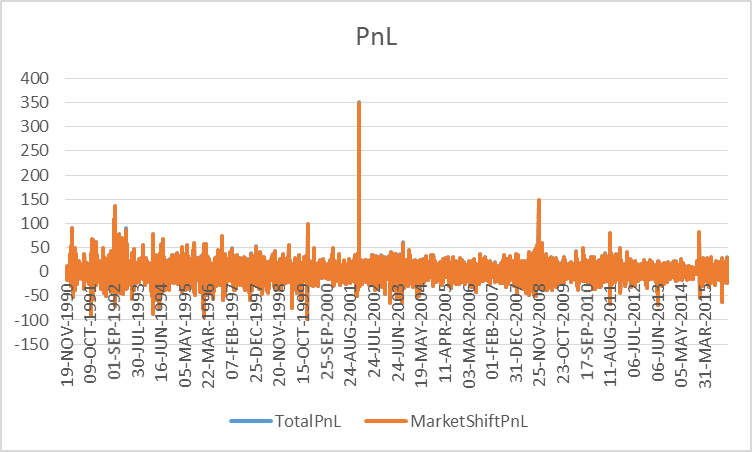 PnL
400
350
300
250
200
150
100
50
0
-50
-100
-150
19-NOV-1990
09-OCT-1991
01-SEP-1992
30-JUL-1993
16-JUN-1994
05-MAY-1995
22-MAR-1996
07-FEB-1997
25-DEC-1997
20-NOV-1998
15-OCT-1999
25-SEP-2000
24-AUG-2001
24-JUL-2002
24-JUN-2003
19-MAY-2004
11-APR-2005
03-MAR-2006
01-FEB-2007
31-DEC-2007
25-NOV-2008
23-OCT-2009
17-SEP-2010
11-AUG-2011
06-JUL-2012
06-JUN-2013
05-MAY-2014
31-MAR-2015
TotalPnL MarketShiftPnL